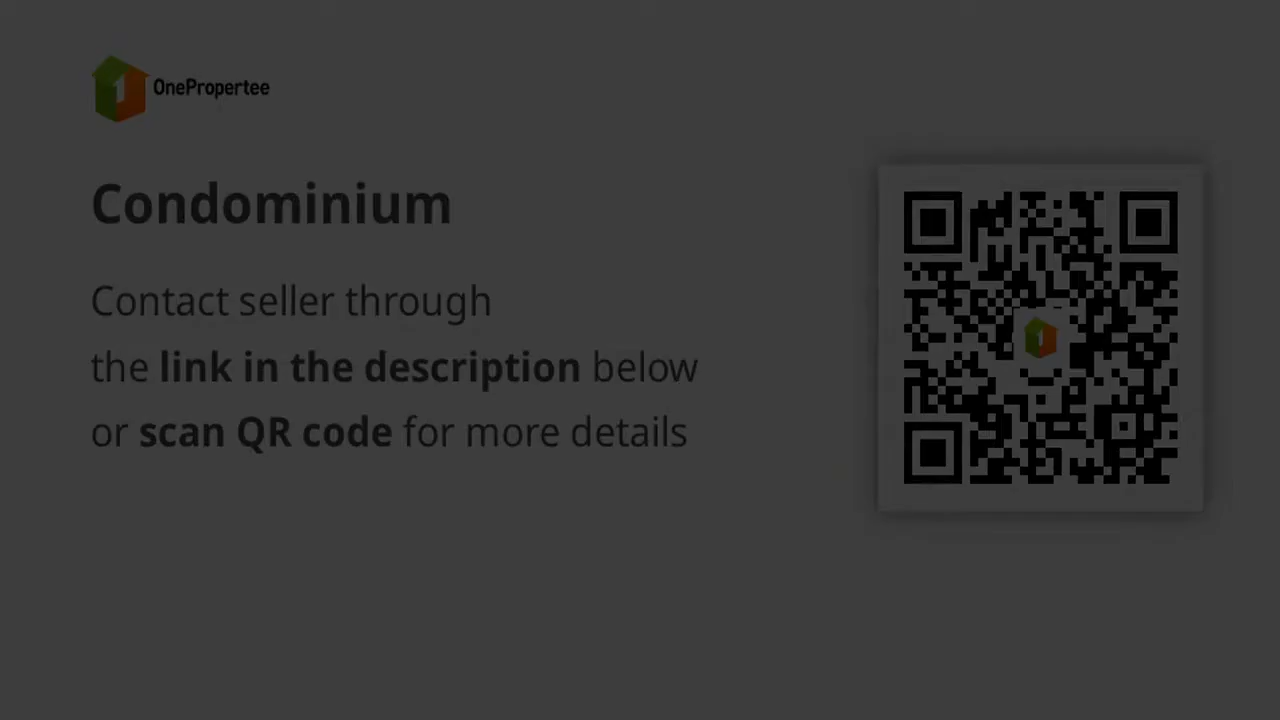 OnePropertee
Condominium
Contact seller through
the link in the description below
or scan QR code for more details